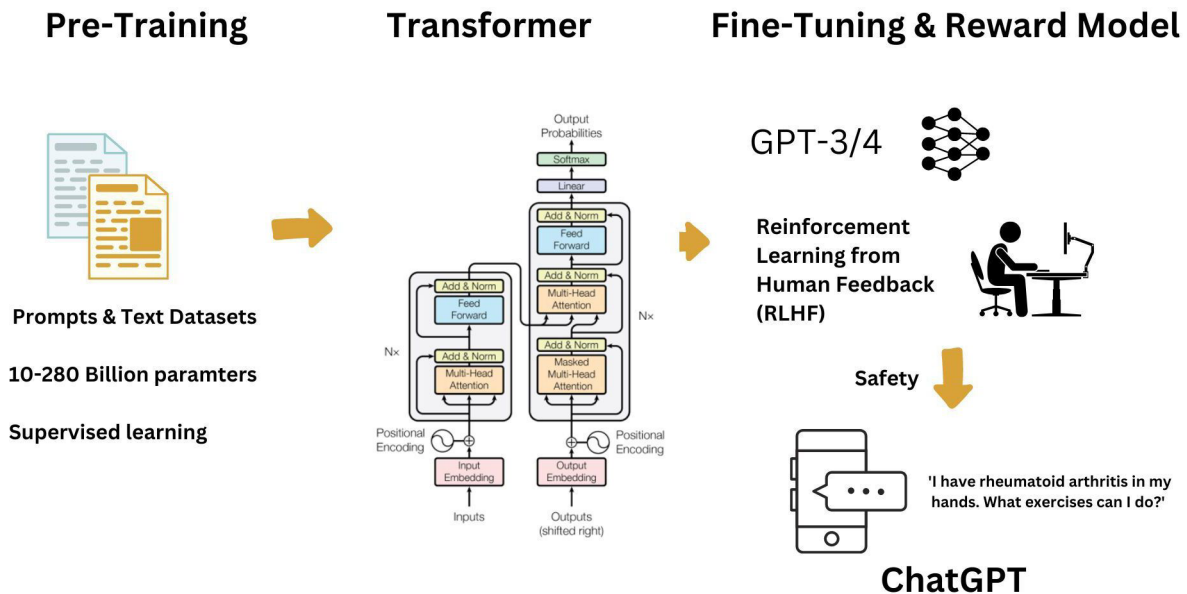 Pre-Training
Transformer
Fine-Tuning & Reward Model
Prompts & Text Datasets
10-280 Billion paramters
Supervised learning
Output
Probabilities
Softmax
Linear
Add & Norm
Feed
Forward
Add & Norm
Multi-Head
Attention
Add & Norm
Masked
Multi-Head
Attention
Nx
Positional
Encoding
Output
Embedding
Outputs
(shifted right)
Add & Norm
Feed
Forward
Add & Norm
Multi-Head
Attention
Nx
Positional
Encoding
Input
Embedding
Inputs
GPT-3/4
Reinforcement
Learning from
Human Feedback
(RLHF)
Safety
'I have rheumatoid arthritis in my
hands. What exercises can I do?'
ChatGPT